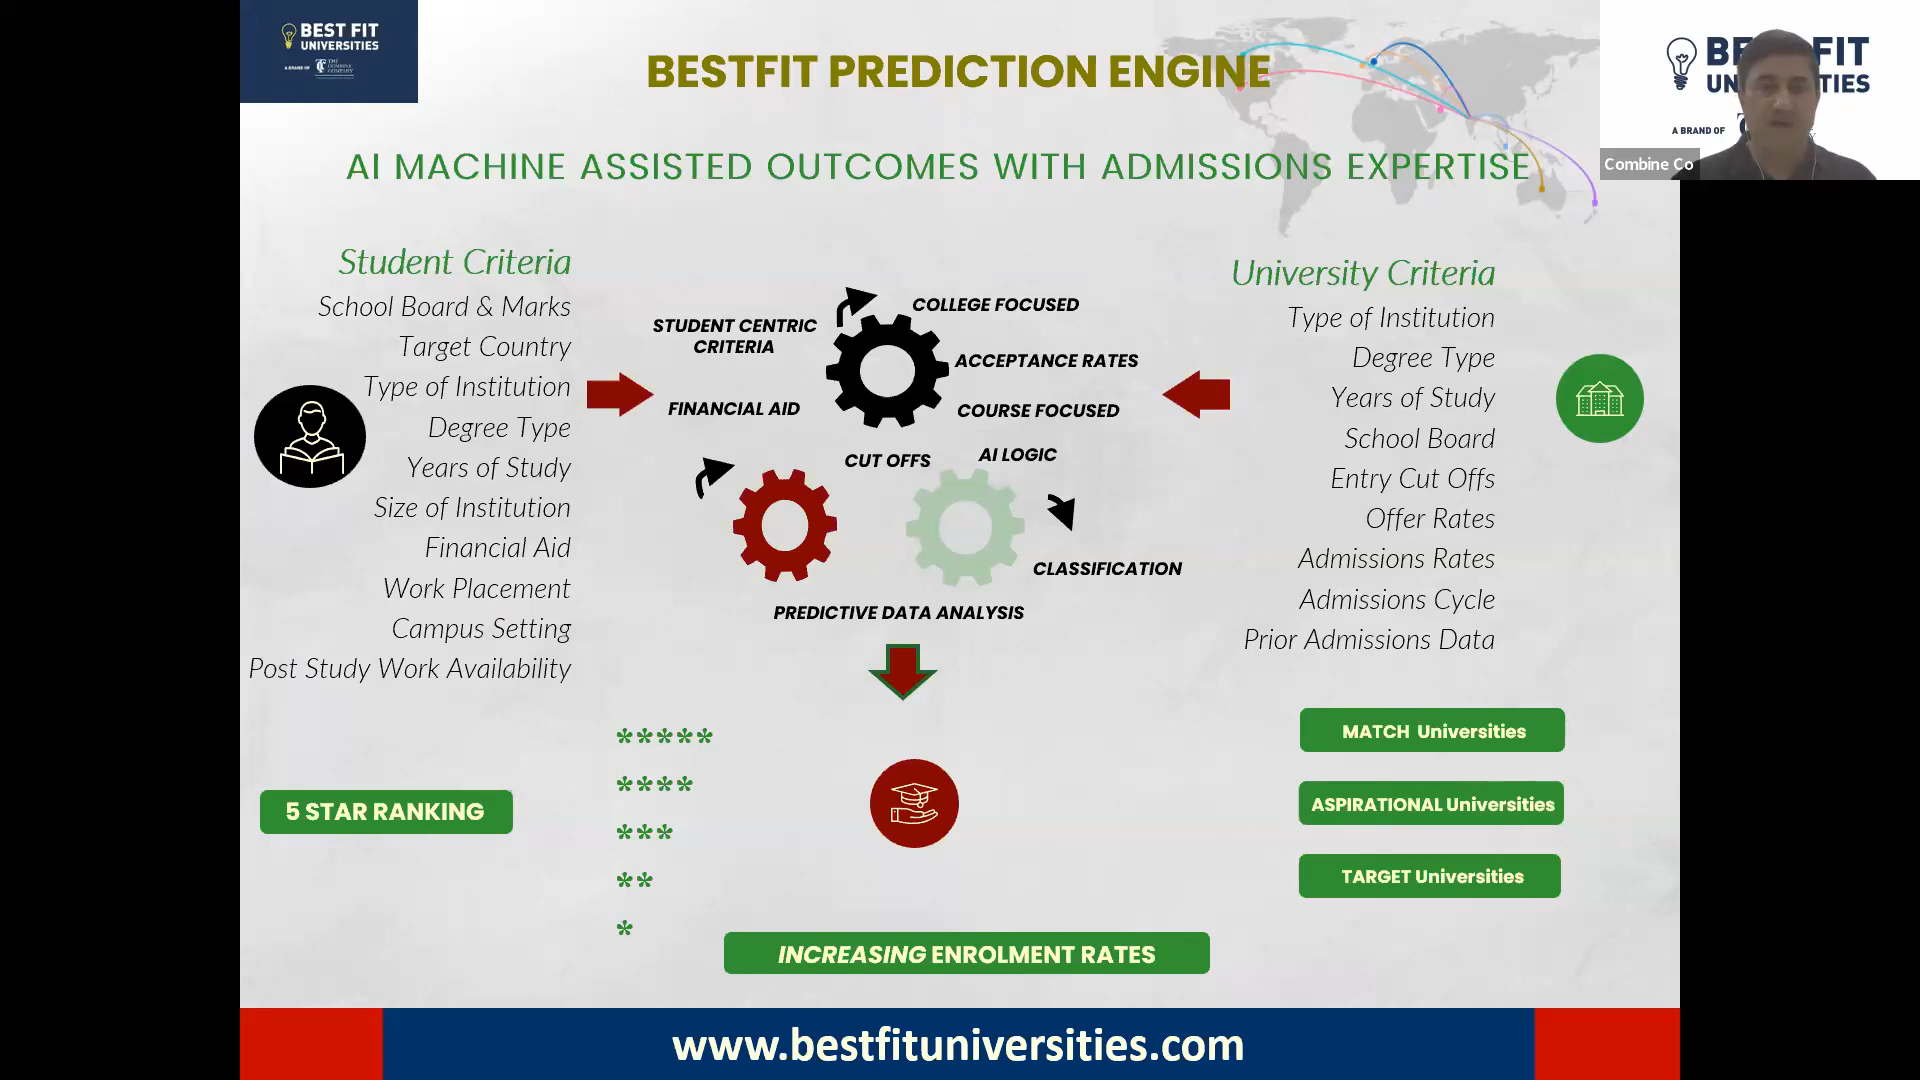 BEST FIT
UNIVERSITIES
A BRAND OF
THE
COMBINE
COMPANY
BESTFIT PREDICTION ENGINE
AI MACHINE ASSISTED OUTCOMES WITH ADMISSIONS EXPERTISE
A BRAND OF
Combine Co
Student Criteria
School Board & Marks
Target Country
Type of Institution
Degree Type
Years of Study
Size of Institution
Financial Aid
Work Placement
Campus Setting
Post Study Work Availability
STUDENT CENTRIC
CRITERIA
FINANCIAL AID
COLLEGE FOCUSED
ACCEPTANCE RATES
COURSE FOCUSED
CUT OFFS
AI LOGIC
CLASSIFICATION
PREDICTIVE DATA ANALYSIS
University Criteria
Type of Institution
Degree Type
Years of Study
School Board
Entry Cut Offs
Offer Rates
Admissions Rates
Admissions Cycle
Prior Admissions Data
5 STAR RANKING
*****
****
***
**
*
MATCH Universities
ASPIRATIONAL Universities
TARGET Universities
INCREASING ENROLMENT RATES
www.bestfituniversities.com